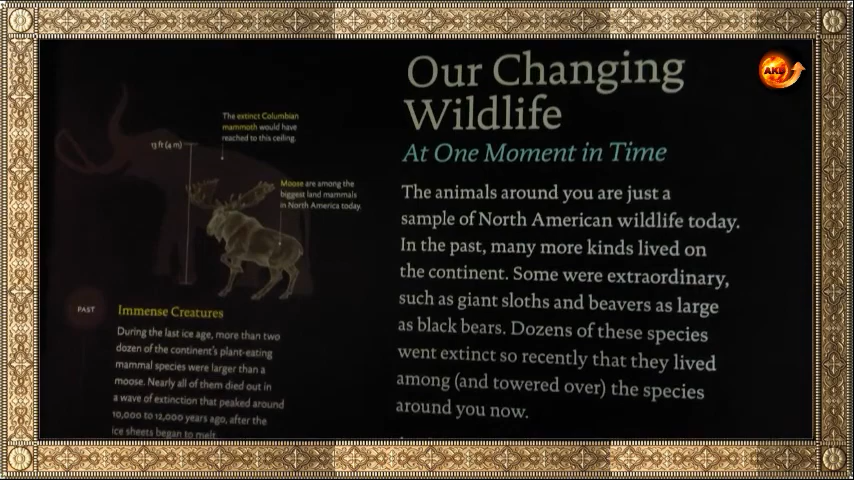 Our Changing
Wildlife
At One Moment in Time
The animals around you are just a
sample of North American wildlife today.
In the past, many more kinds lived on
the continent. Some were extraordinary,
such as giant sloths and beavers as large
as black bears. Dozens of these species
went extinct so recently that they lived
among (and towered over) the species
around you now.
The extinct Columbian
mammoth would have
reached to this ceiling.
13 ft (4 m)
Moose are among the
biggest land mammals
in North America today.
PAST
Immense Creatures
During the last ice age, more than two
dozen of the continent's plant-eating
mammal species were larger than a
moose. Nearly all of them died out in
a wave of extinction that peaked around
10,000 to 12,000 years ago, after the
ice sheets began to melt.
AKD